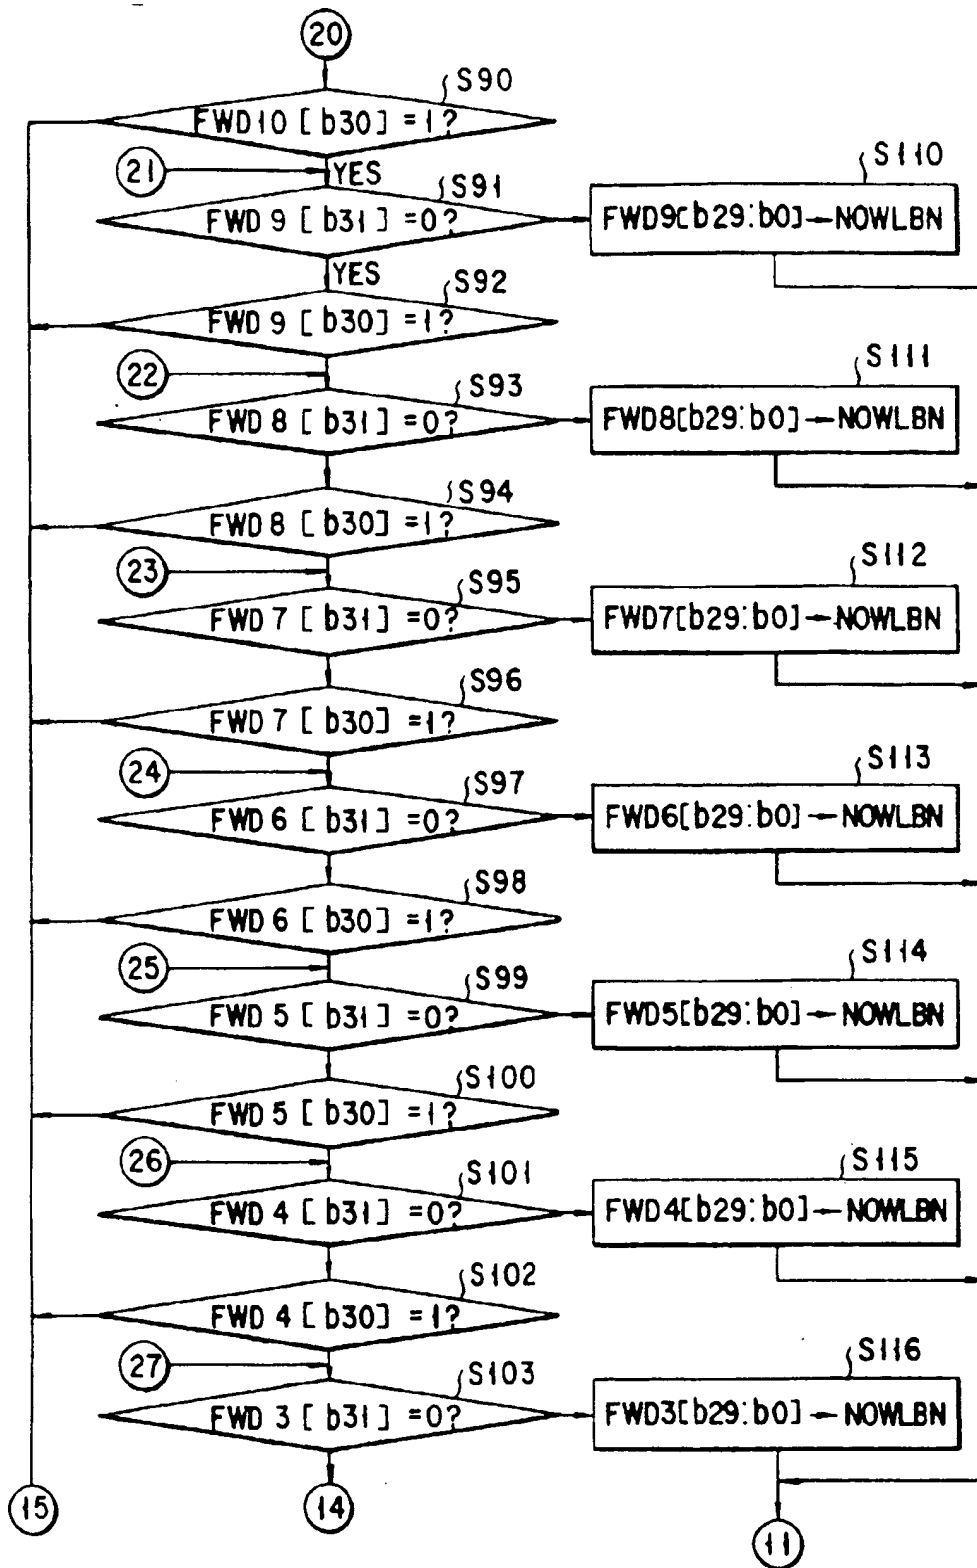 20
S90
FWD10 [b30] =1?
21
YES
S91
S110
FWD 9 [b31] =0?
FWD9[b29:b0]→NOWLBN
YES
S92
FWD 9 [b30] =1?
22
S93
S111
FWD 8 [b31] =0?
FWD8[b29:b0]→NOWLBN
S94
FWD 8 [b30] =1?
23
S95
S112
FWD 7 [b31] =0?
FWD7[b29:b0]→NOWLBN
S96
FWD 7 [b30] =1?
24
S97
S113
FWD 6 [b31] =0?
FWD6[b29:b0]→NOWLBN
S98
FWD 6 [b30] =1?
25
S99
S114
FWD 5 [b31] =0?
FWD5[b29:b0]→NOWLBN
S100
FWD 5 [b30] =1?
26
S101
S115
FWD 4 [b31] =0?
FWD4[b29:b0]→NOWLBN
S102
FWD 4 [b30] =1?
27
S103
S116
FWD 3 [b31] =0?
FWD3[b29:b0]→NOWLBN
15
14
11